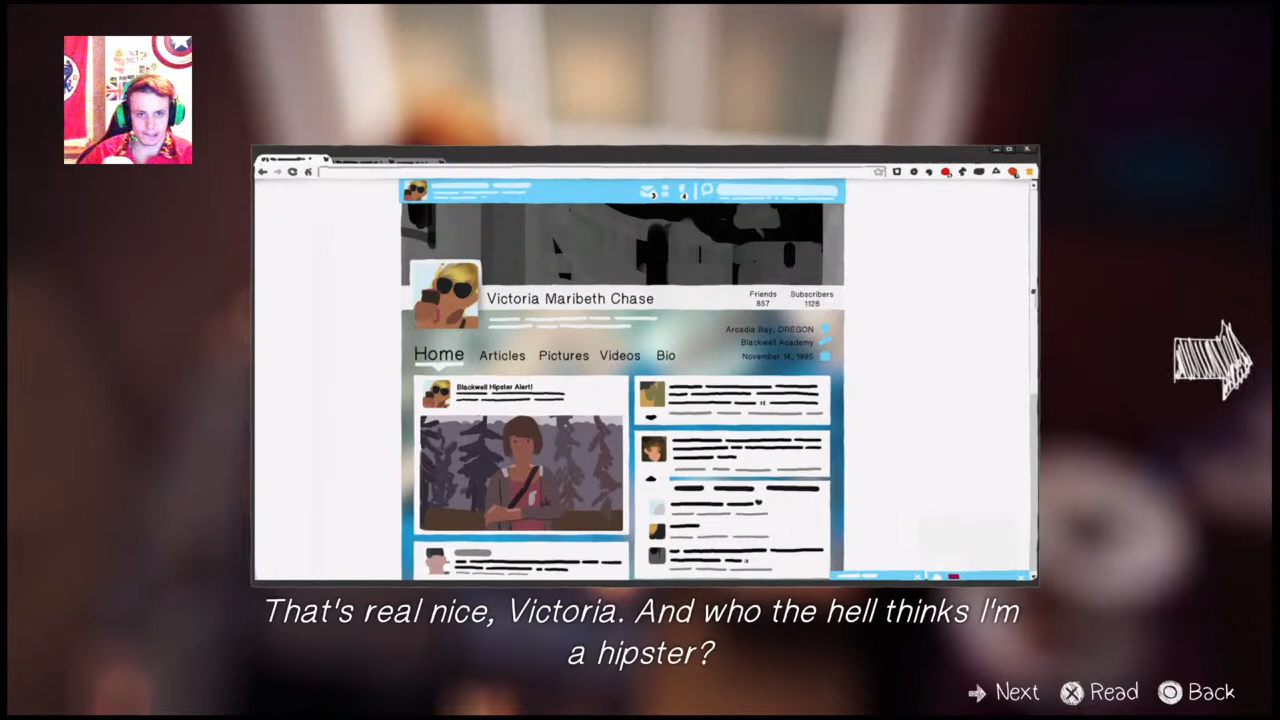 Victoria Maribeth Chase
Friends
857
Subscribers
1126
Arcadia Bay, OREGON
Blackwell Academy
November 14, 1995
Home Articles Pictures Videos Bio
Blackwell Hipster Alert!
That's real nice, Victoria. And who the hell thinks I'm
a hipster?
Next Read Back